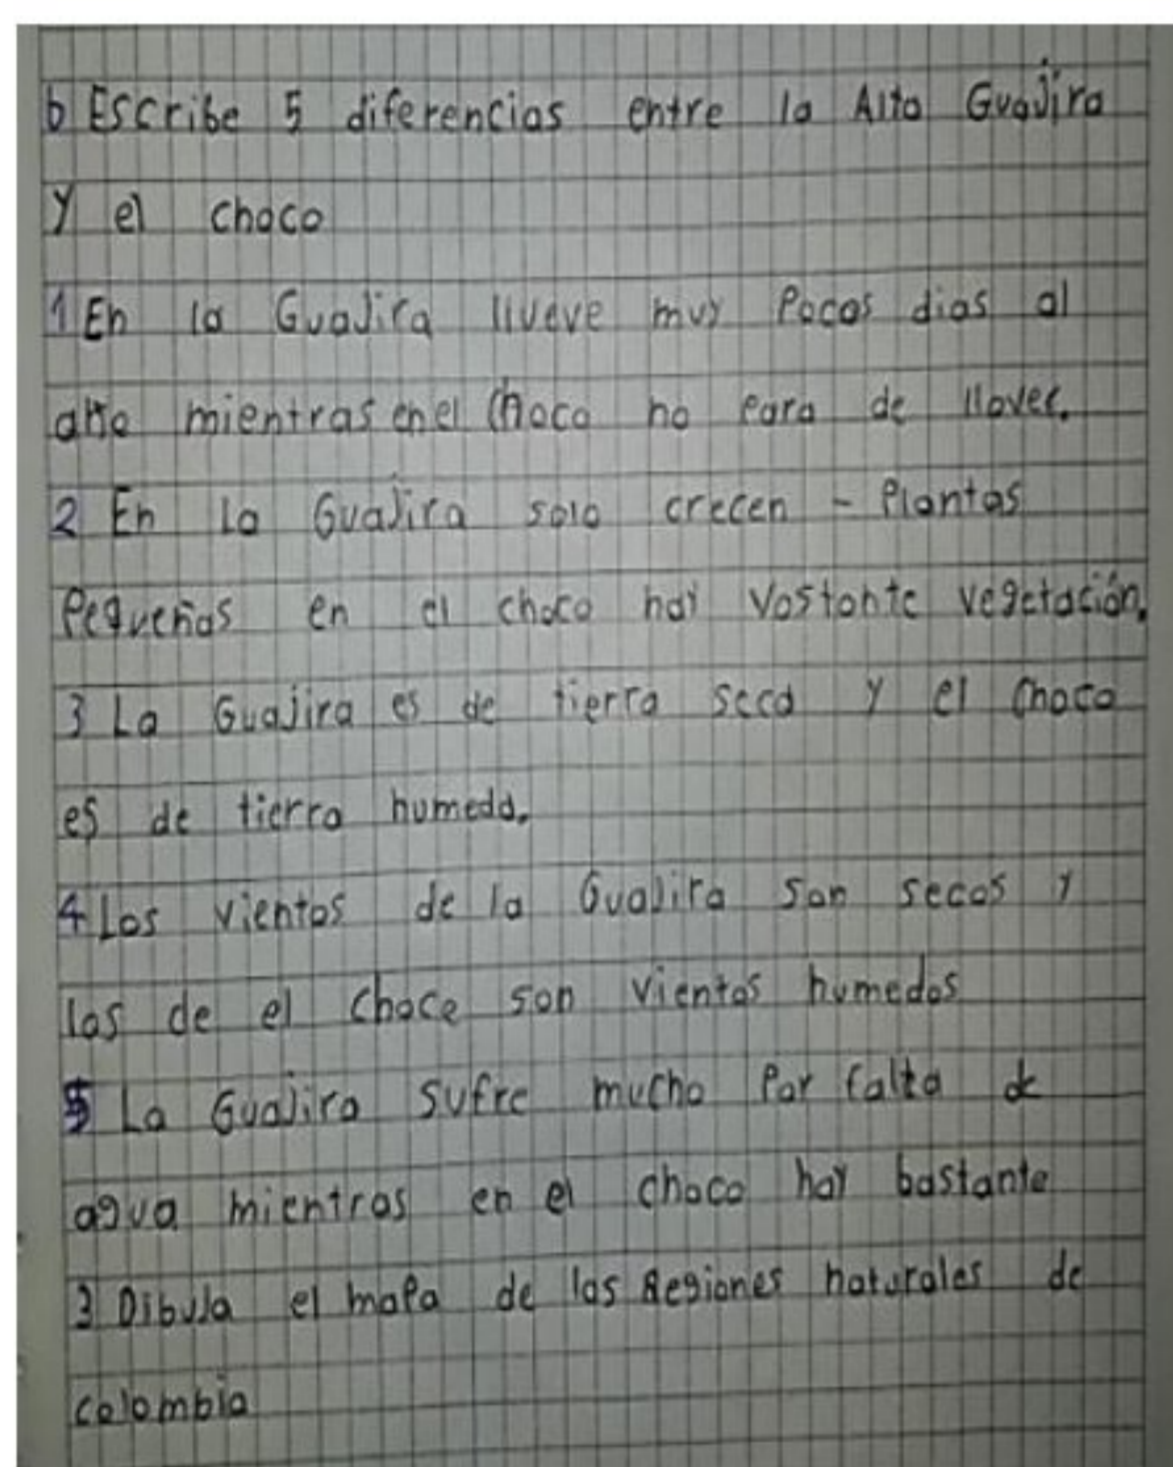 b Escribe 5 diferencias entre la Alta Guajira
y el choco
1 En la Guajira llueve muy pocos dias al
año mientras en el Choco no para de llover.
2 En La Guajira solo crecen - Plantas
Pequeñas en el choco hay vastante vegetación.
3 La Guajira es de tierra seca y el choco
es de tierra humeda.
4 Los vientos de la Guajira son secos y
los de el choco son vientos humedos
5 La Guajira sufre mucho por falta de
agua mientras en el choco hay bastante
3 Dibuja el mapa de las Regiones naturales de
colombia